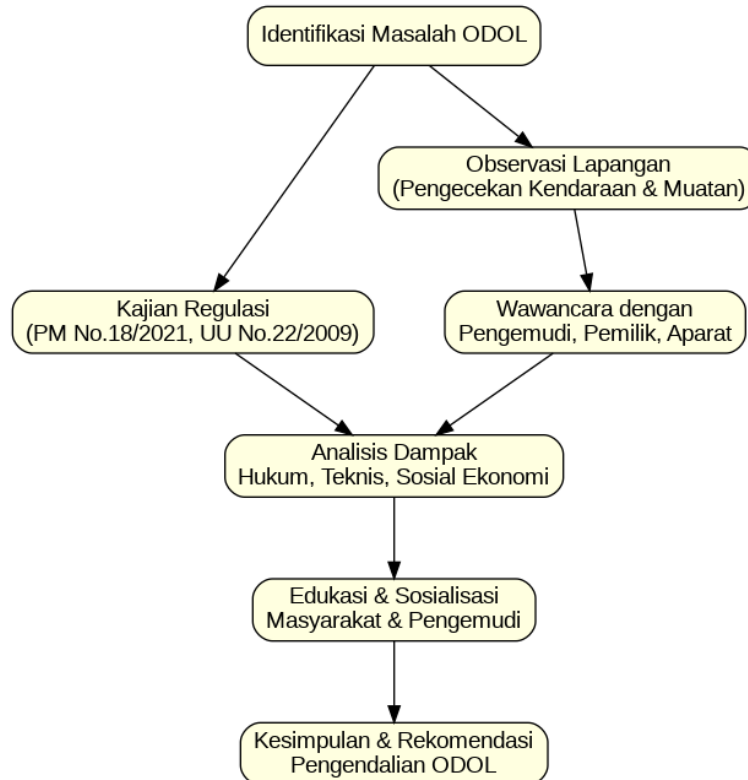 Identifikasi Masalah ODOL
Observasi Lapangan
(Pengecekan Kendaraan & Muatan)
Kajian Regulasi
(PM No.18/2021, UU No.22/2009)
Wawancara dengan
Pengemudi, Pemilik, Aparat
Analisis Dampak
Hukum, Teknis, Sosial Ekonomi
Edukasi & Sosialisasi
Masyarakat & Pengemudi
Kesimpulan & Rekomendasi
Pengendalian ODOL